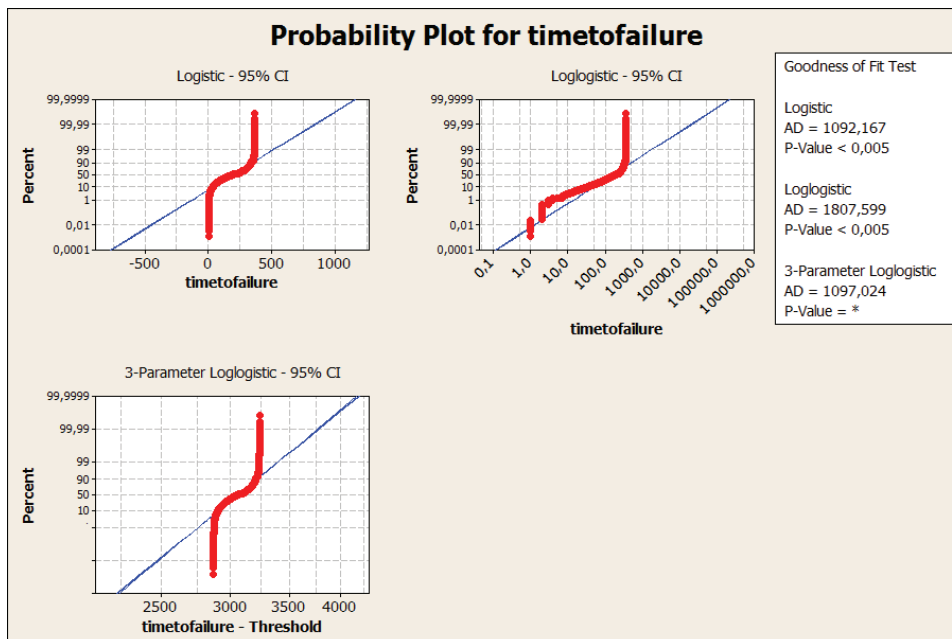 Probability Plot for timetofailure
Logistic - 95% CI
99,9999
99,99
99
90
50
10
1
0,01
0,0001
Percent
-500
0
500
1000
timetofailure
Loglogistic - 95% CI
99,9999
99,99
99
90
50
10
1
0,01
0,0001
Percent
0,1
1,0
10,0
100,0
1000,0
10000,0
100000,0
1000000,0
timetofailure
Goodness of Fit Test
Logistic
AD = 1092,167
P-Value < 0,005
Loglogistic
AD = 1807,599
P-Value < 0,005
3-Parameter Loglogistic
AD = 1097,024
P-Value = *
3-Parameter Loglogistic - 95% CI
99,9999
99,99
99
90
50
10
Percent
2500
3000
3500
4000
timetofailure - Threshold